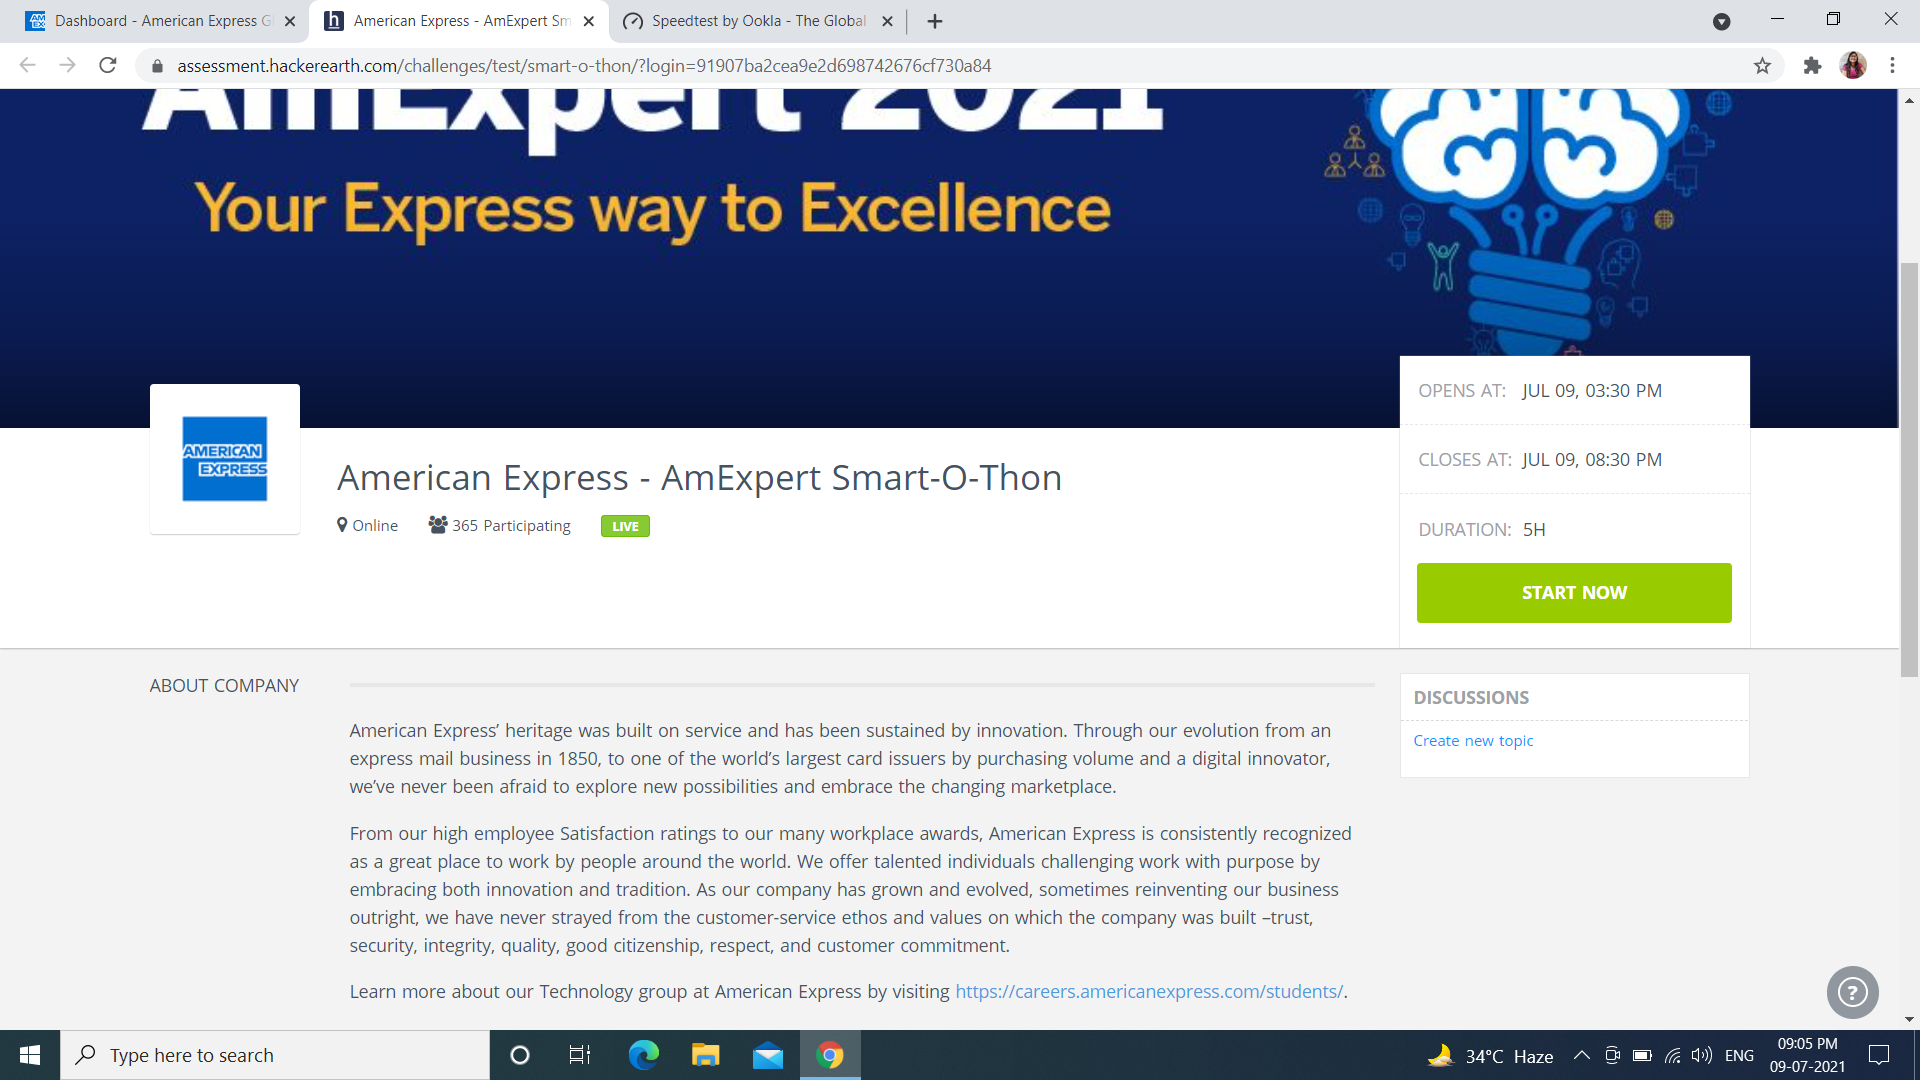 Dashboard - American Express G
American Express - AmExpert Sm
Speedtest by Ookla - The Global
assessment.hackerearth.com/challenges/test/smart-o-thon/?login=91907ba2cea9e2d698742676cf730a84
AmExpert 2021
Your Express way to Excellence
OPENS AT: JUL 09, 03:30 PM
CLOSES AT: JUL 09, 08:30 PM
DURATION: 5H
START NOW
AMERICAN
EXPRESS
American Express - AmExpert Smart-O-Thon
Online 365 Participating LIVE
ABOUT COMPANY
American Express’ heritage was built on service and has been sustained by innovation. Through our evolution from an
express mail business in 1850, to one of the world’s largest card issuers by purchasing volume and a digital innovator,
we’ve never been afraid to explore new possibilities and embrace the changing marketplace.
From our high employee Satisfaction ratings to our many workplace awards, American Express is consistently recognized
as a great place to work by people around the world. We offer talented individuals challenging work with purpose by
embracing both innovation and tradition. As our company has grown and evolved, sometimes reinventing our business
outright, we have never strayed from the customer-service ethos and values on which the company was built –trust,
security, integrity, quality, good citizenship, respect, and customer commitment.
Learn more about our Technology group at American Express by visiting https://careers.americanexpress.com/students/.
DISCUSSIONS
Create new topic
?
Type here to search
34°C Haze
ENG
09:05 PM
09-07-2021